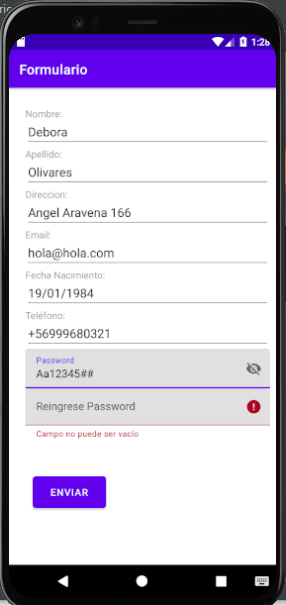 1:28
Formulario
Nombre:
Debora
Apellido:
Olivares
Direccion:
Angel Aravena 166
Email:
hola@hola.com
Fecha Nacimiento:
19/01/1984
Teléfono:
+56999680321
Password
Aa12345##
Reingrese Password
Campo no puede ser vacío
ENVIAR